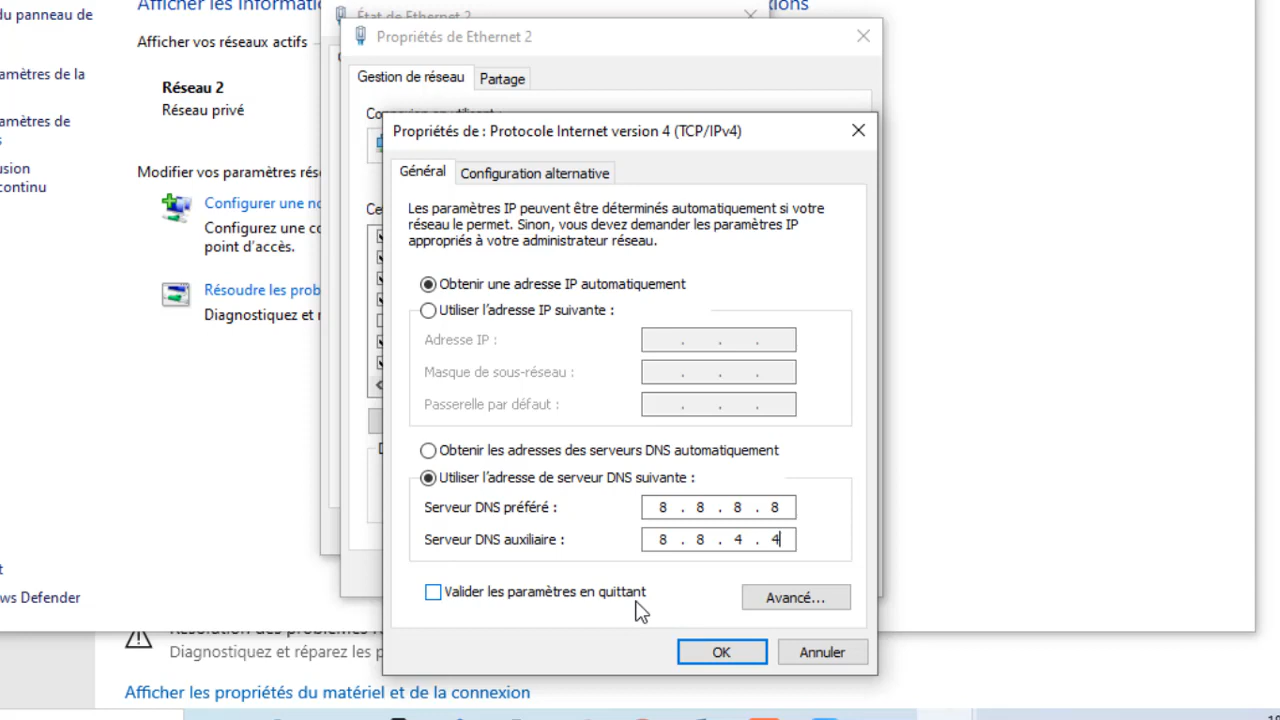 Afficher les informati
xions
du panneau de
État de Ethernet 2
Propriétés de Ethernet 2
Afficher vos réseaux actifs
Gestion de réseau
Partage
amètres de la
Réseau 2
Réseau privé
amètres de
s
Propriétés de : Protocole Internet version 4 (TCP/IPv4)
usion
continu
Modifier vos paramètres rés
Général
Configuration alternative
Configurer une no
Configurez une co
point d'accès.
Ce
Les paramètres IP peuvent être déterminés automatiquement si votre
réseau le permet. Sinon, vous devez demander les paramètres IP
appropriés à votre administrateur réseau.
Résoudre les prob
Diagnostiquez et r
Obtenir une adresse IP automatiquement
Utiliser l'adresse IP suivante :
Adresse IP :
Masque de sous-réseau :
Passerelle par défaut :
Obtenir les adresses des serveurs DNS automatiquement
Utiliser l'adresse de serveur DNS suivante :
Serveur DNS préféré : 8 . 8 . 8 . 8
Serveur DNS auxiliaire : 8 . 8 . 4 . 4
t
ws Defender
Valider les paramètres en quittant
Avancé...
Diagnostiquez et réparez les p
OK
Annuler
Afficher les propriétés du matériel et de la connexion